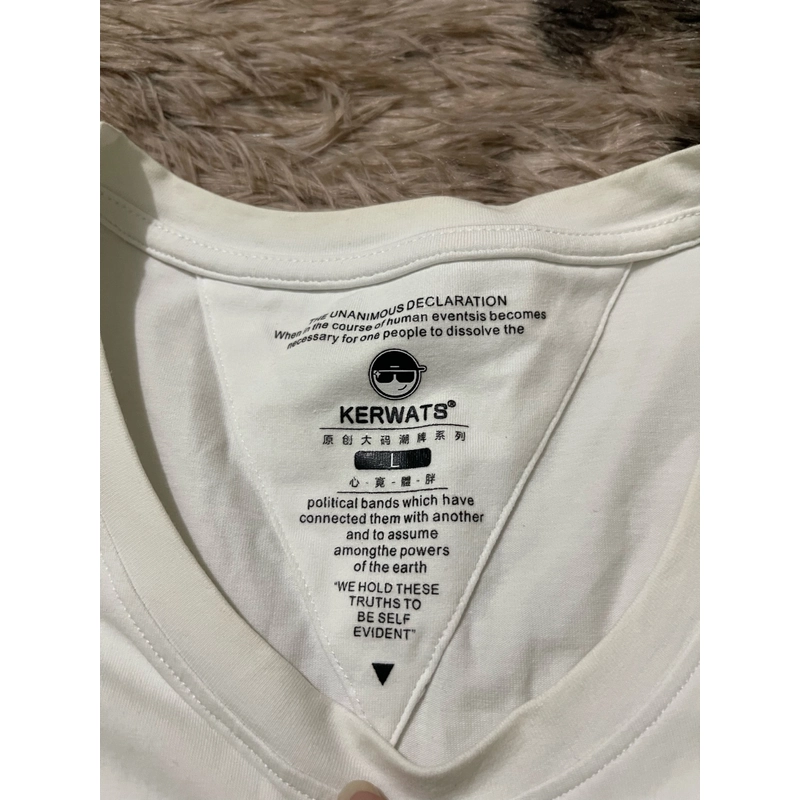 THE UNANIMOUS DECLARATION
When in the course of human eventsis becomes
necessary for one people to dissolve the
KERWATS®
原创大码潮牌系列
L
心-寛-體-胖
political bands which have
connected them with another
and to assume
amongthe powers
of the earth
"WE HOLD THESE
TRUTHS TO
BE SELF
EVIDENT"